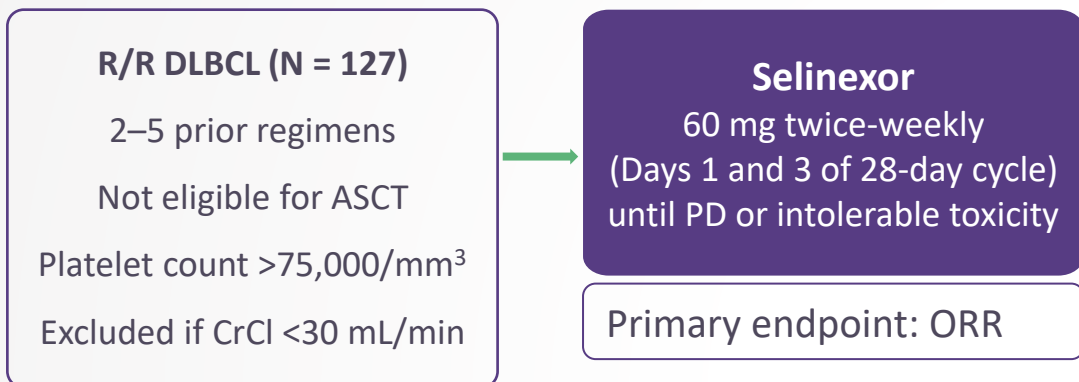 R/R DLBCL (N = 127)
2–5 prior regimens
Not eligible for ASCT
Platelet count >75,000/mm³
Excluded if CrCl <30 mL/min
Selinexor
60 mg twice-weekly
(Days 1 and 3 of 28-day cycle)
until PD or intolerable toxicity
Primary endpoint: ORR